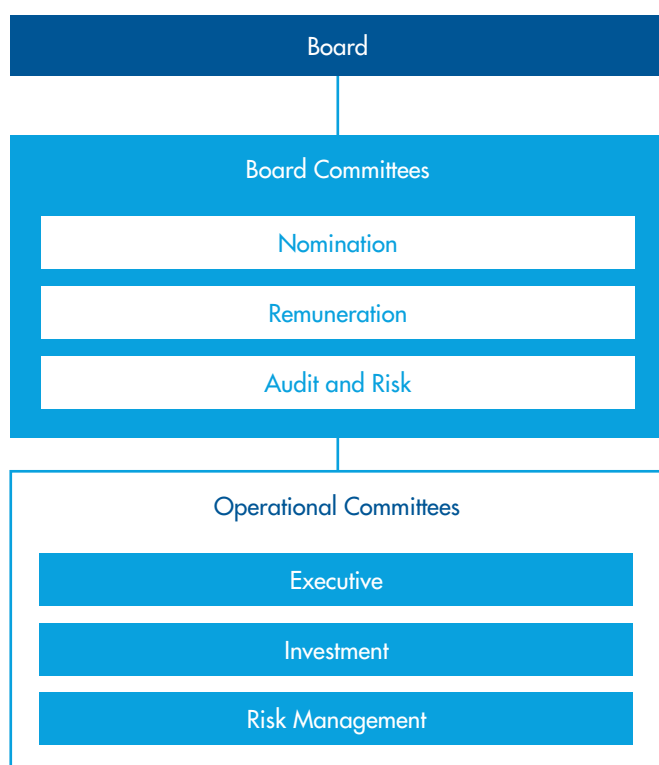 Board
Board Committees
Nomination
Remuneration
Audit and Risk
Operational Committees
Executive
Investment
Risk Management